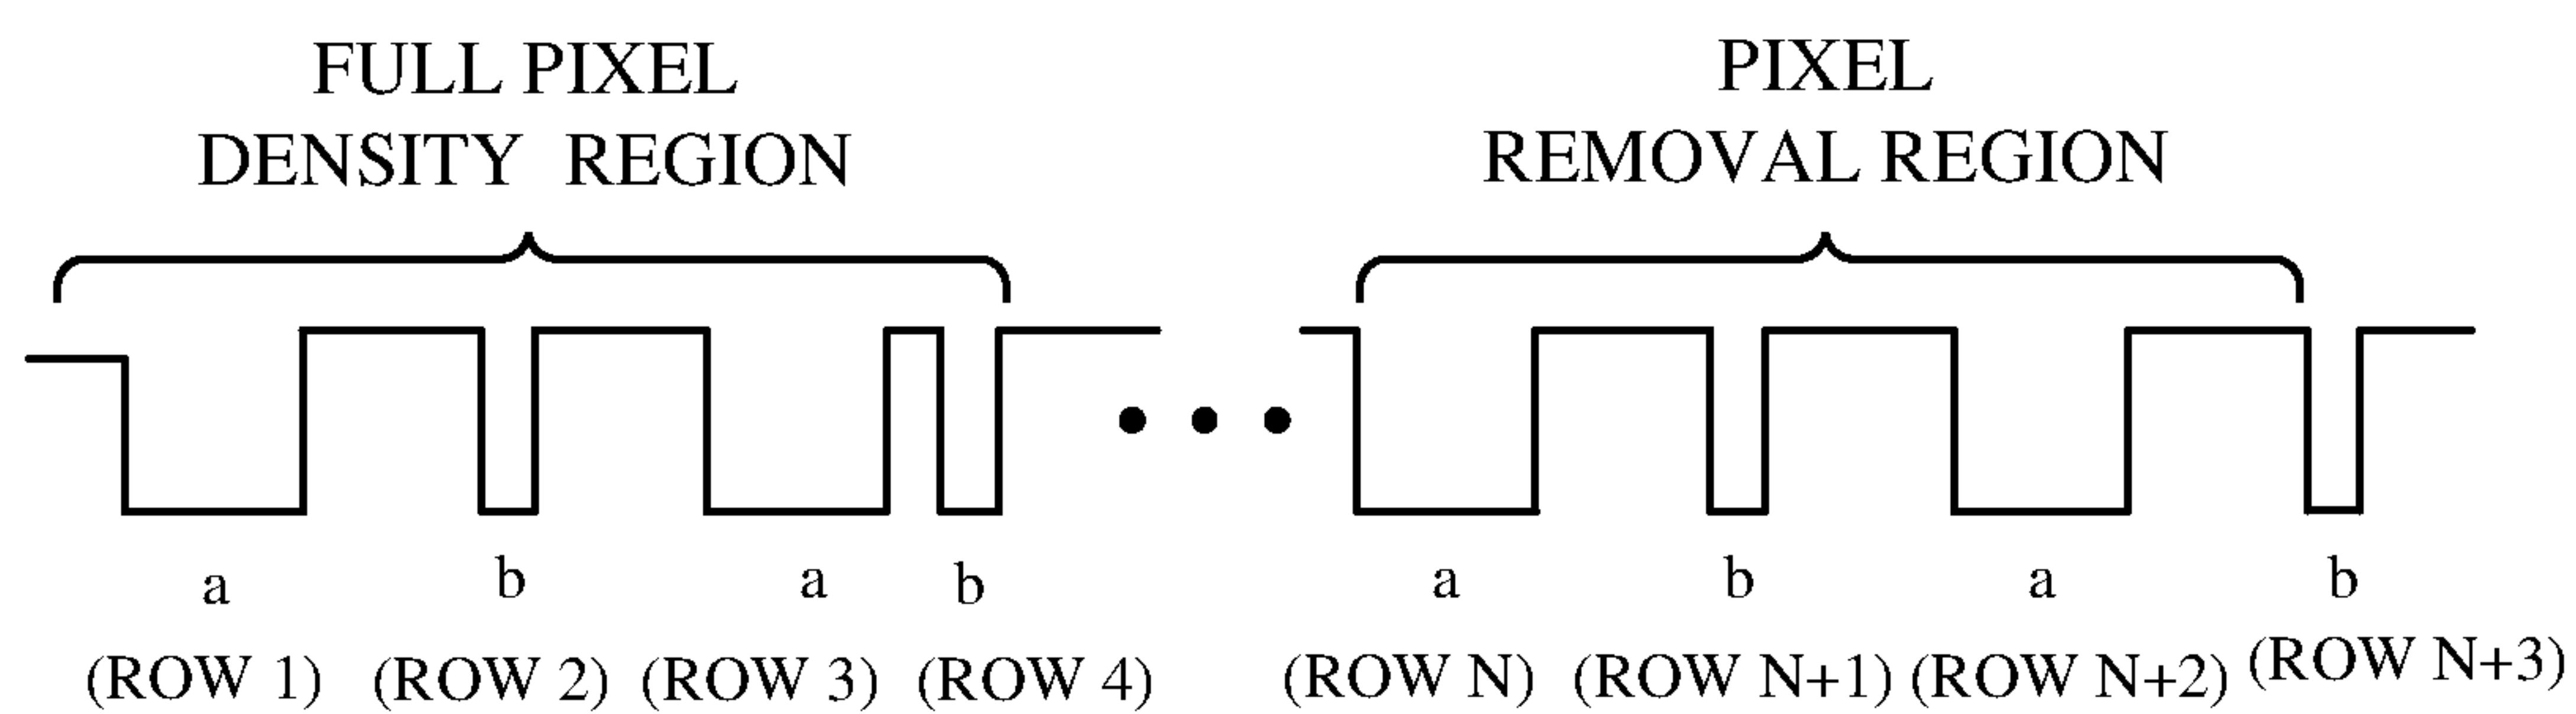 FULL PIXEL
DENSITY REGION
PIXEL
REMOVAL REGION
a b a b a b a b
(ROW 1) (ROW 2) (ROW 3) (ROW 4) (ROW N) (ROW N+1) (ROW N+2) (ROW N+3)